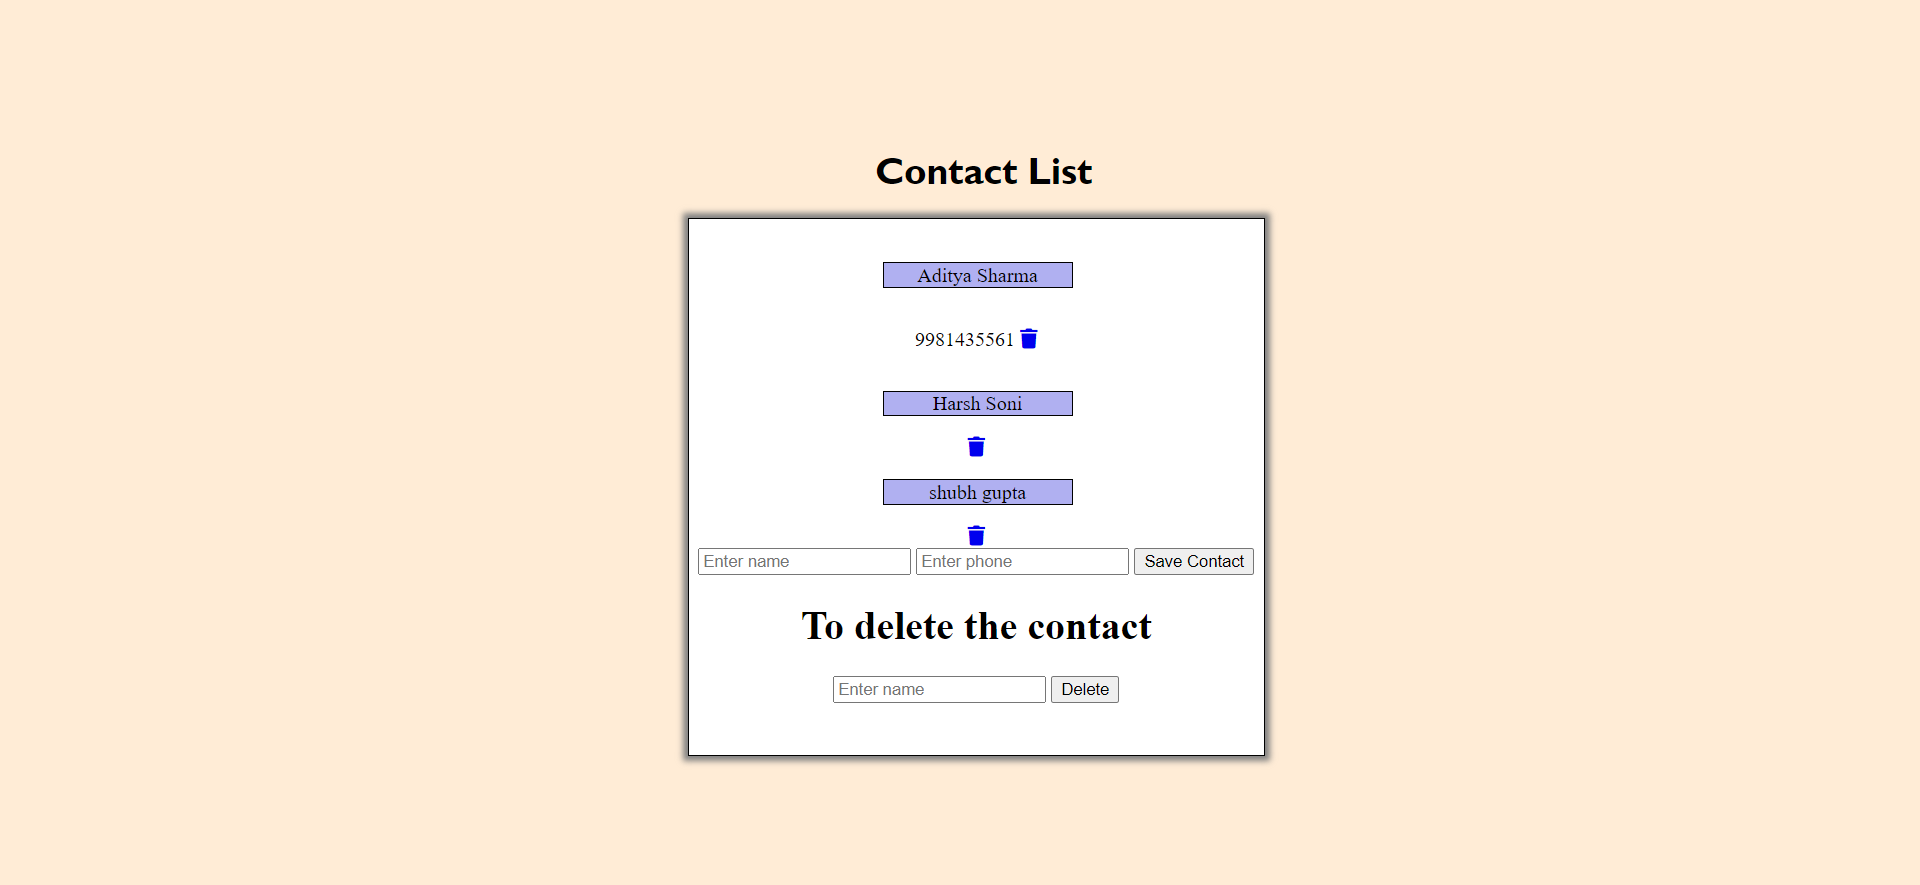 Contact List
Aditya Sharma
9981435561
Harsh Soni
shubh gupta
Enter name Enter phone Save Contact
To delete the contact
Enter name Delete